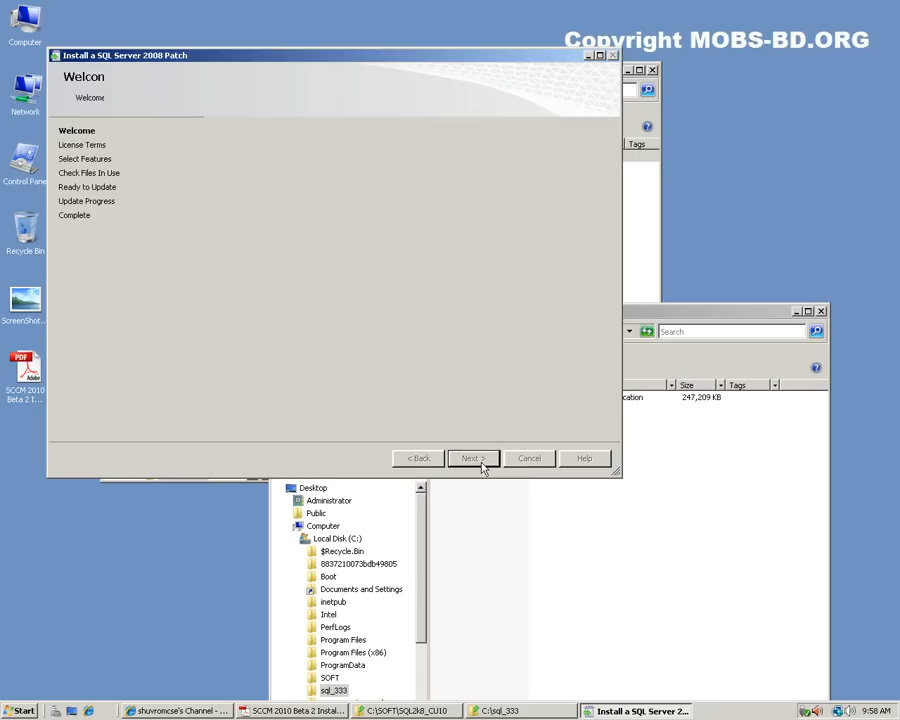 Computer
Copyright MOBS-BD.ORG
Install a SQL Server 2008 Patch
Welcon
Welcome
Network
Tags
Welcome
License Terms
Select Features
Check Files In Use
Ready to Update
Update Progress
Complete
Control Pane
Recycle Bin
ScreenShot...
Search
PDF
Adobe
SCCM 2010
Beta 2 I...
Size
Tags
cation
247,209 KB
< Back
Next >
Cancel
Help
Desktop
Administrator
Public
Computer
Local Disk (C:)
$Recycle.Bin
8837210073bdb49805
Boot
Documents and Settings
inetpub
Intel
PerfLogs
Program Files
Program Files (x86)
ProgramData
SOFT
sql_333
Start
shuvromcse's Channel - ...
SCCM 2010 Beta 2 Instal...
C:\SOFT\SQL2k8_CU10
C:\sql_333
Install a SQL Server 2...
9:58 AM